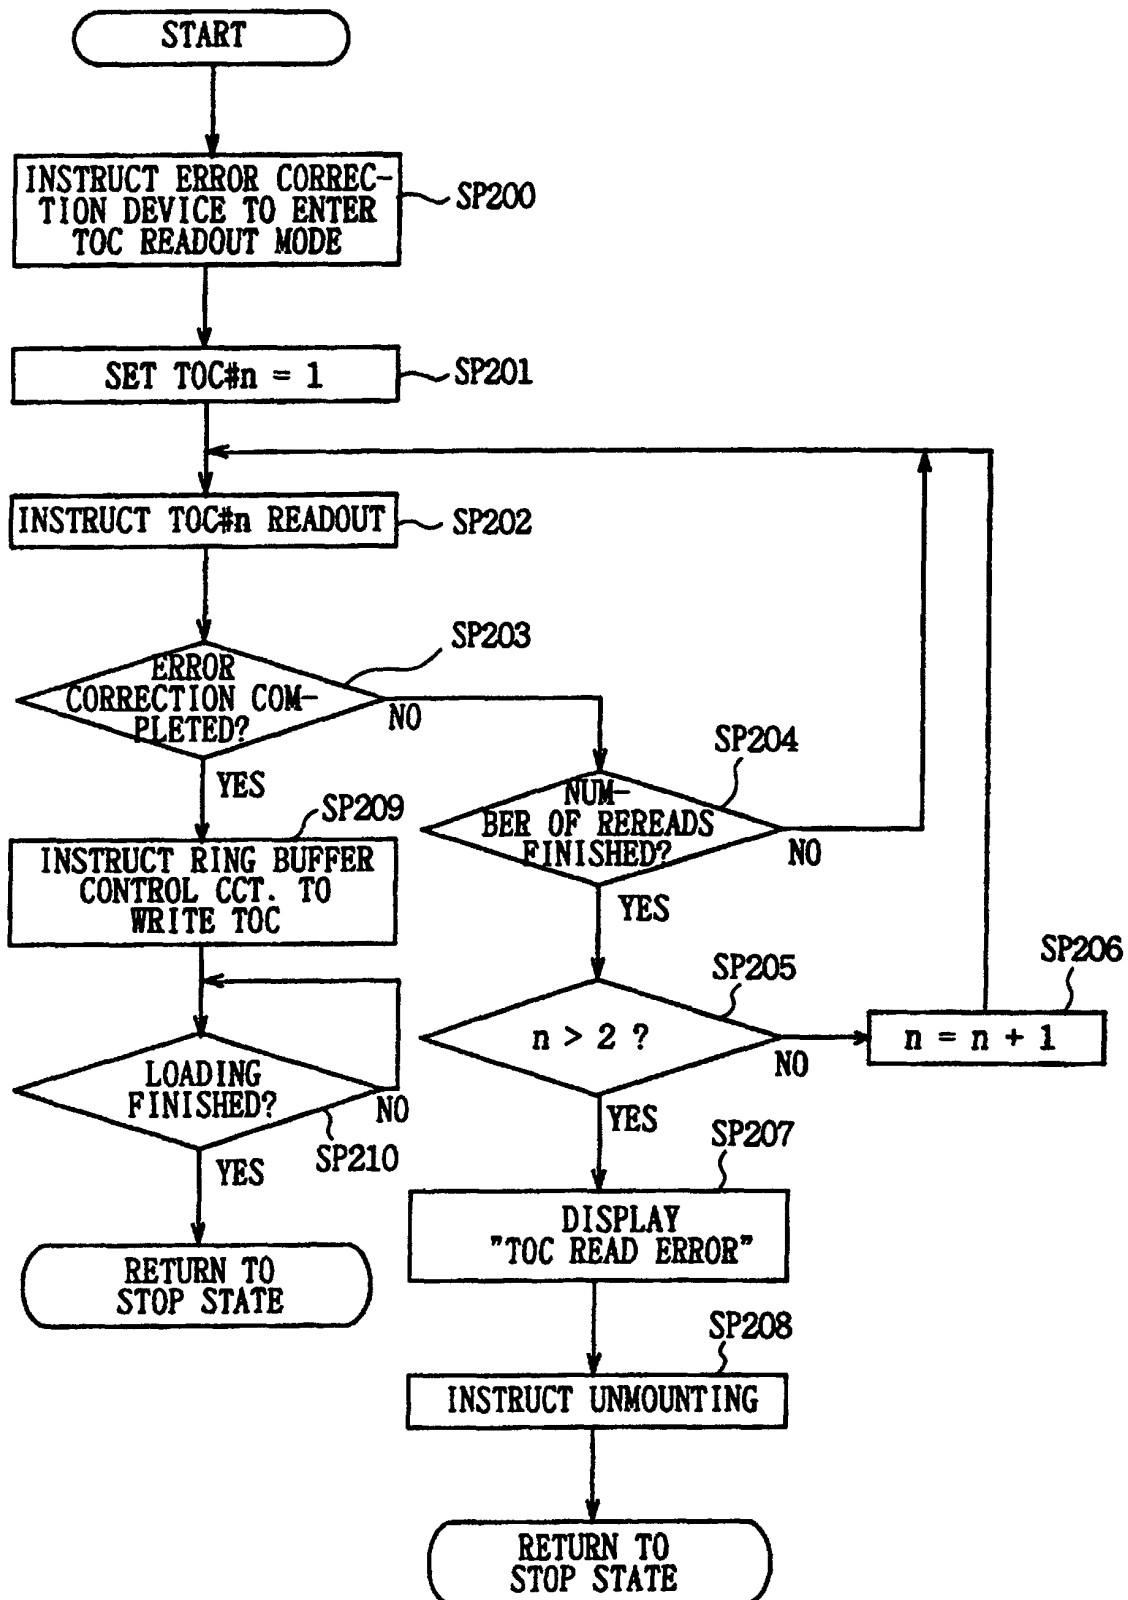 START
INSTRUCT ERROR CORREC-
TION DEVICE TO ENTER
TOC READOUT MODE
SP200
SET TOC#n = 1
SP201
INSTRUCT TOC#n READOUT
SP202
SP203
ERROR
CORRECTION COM-
PLETED?
NO
YES
SP204
NUM-
BER OF REREADS
FINISHED?
NO
YES
SP209
INSTRUCT RING BUFFER
CONTROL CCT. TO
WRITE TOC
SP205
n > 2 ?
NO
YES
SP206
n = n + 1
LOADING
FINISHED?
NO
SP210
YES
SP207
DISPLAY
"TOC READ ERROR"
RETURN TO
STOP STATE
SP208
INSTRUCT UNMOUNTING
RETURN TO
STOP STATE